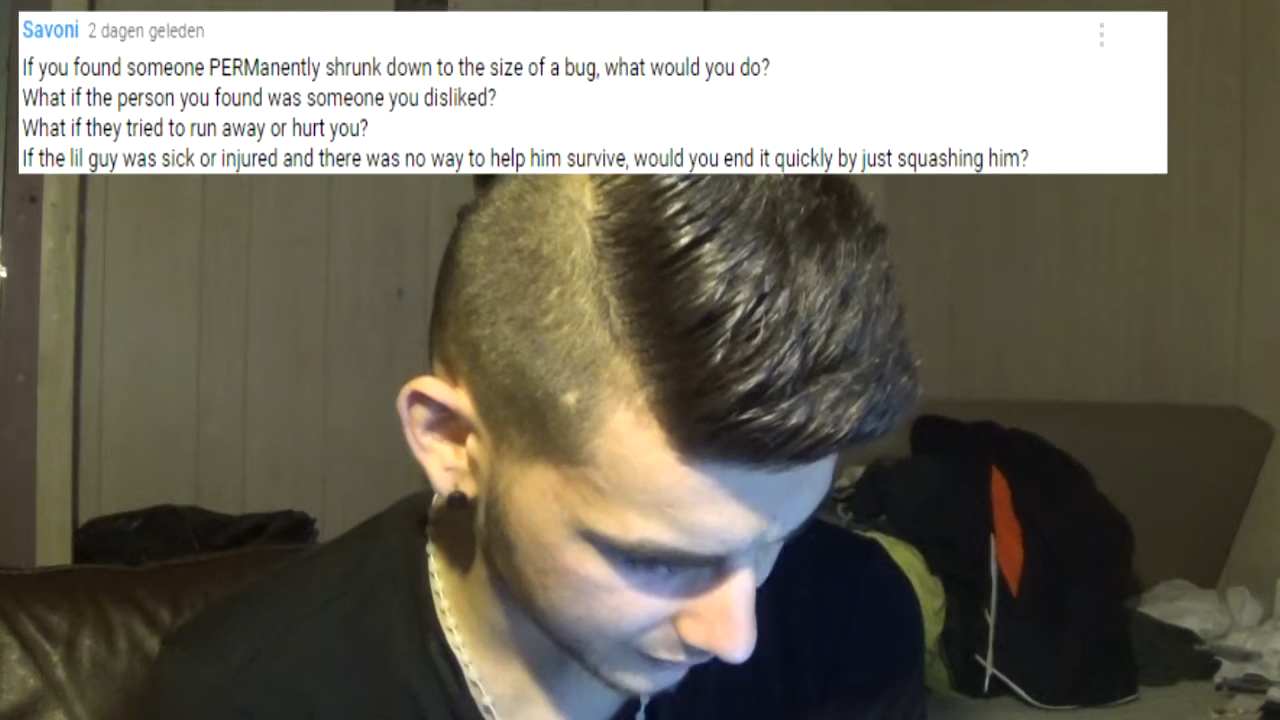 Savoni 2 dagen geleden
If you found someone PERManently shrunk down to the size of a bug, what would you do?
What if the person you found was someone you disliked?
What if they tried to run away or hurt you?
If the lil guy was sick or injured and there was no way to help him survive, would you end it quickly by just squashing him?